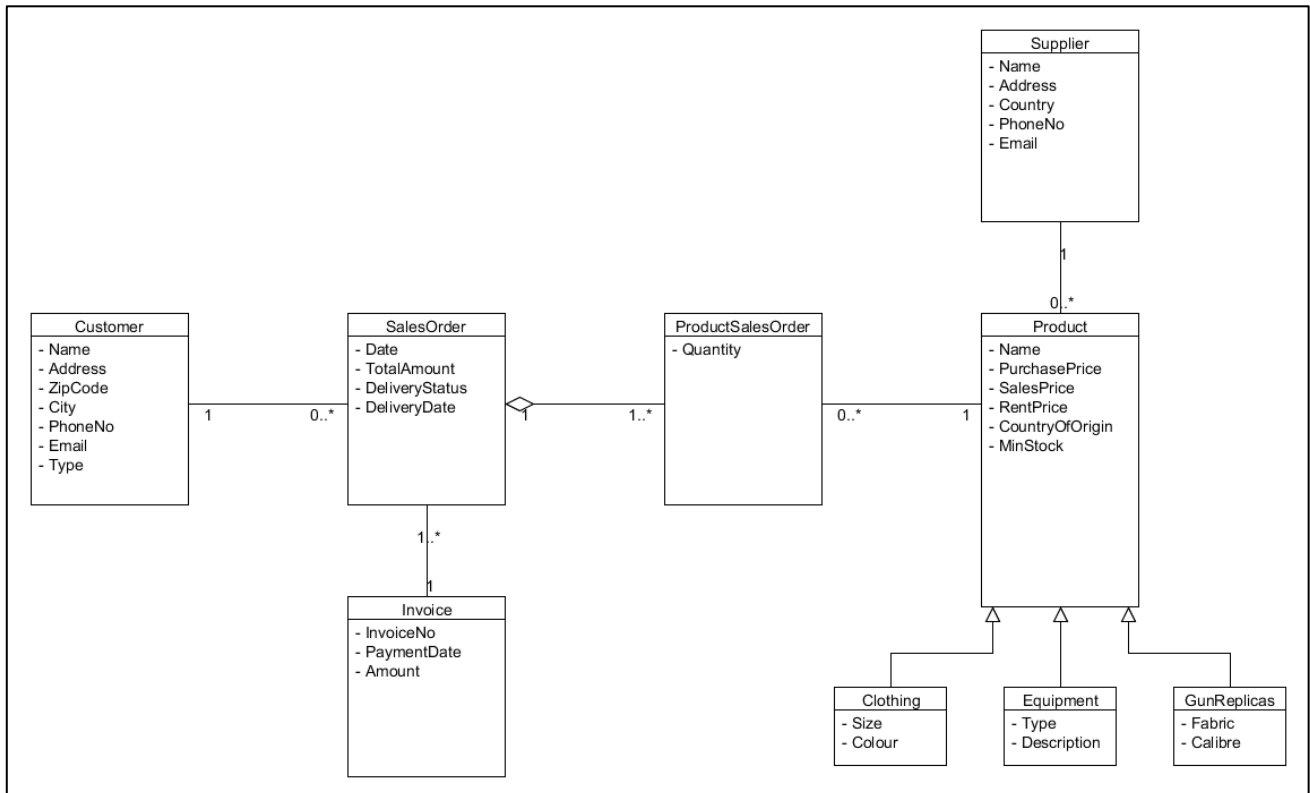 Supplier
- Name
- Address
- Country
- PhoneNo
- Email
1
0..*
Customer
- Name
- Address
- ZipCode
- City
- PhoneNo
- Email
- Type
1
0..*
SalesOrder
- Date
- TotalAmount
- DeliveryStatus
- DeliveryDate
1
1..*
ProductSalesOrder
- Quantity
0..*
1
Product
- Name
- PurchasePrice
- SalesPrice
- RentPrice
- CountryOfOrigin
- MinStock
1..*
1
Invoice
- InvoiceNo
- PaymentDate
- Amount
Clothing
- Size
- Colour
Equipment
- Type
- Description
GunReplicas
- Fabric
- Calibre